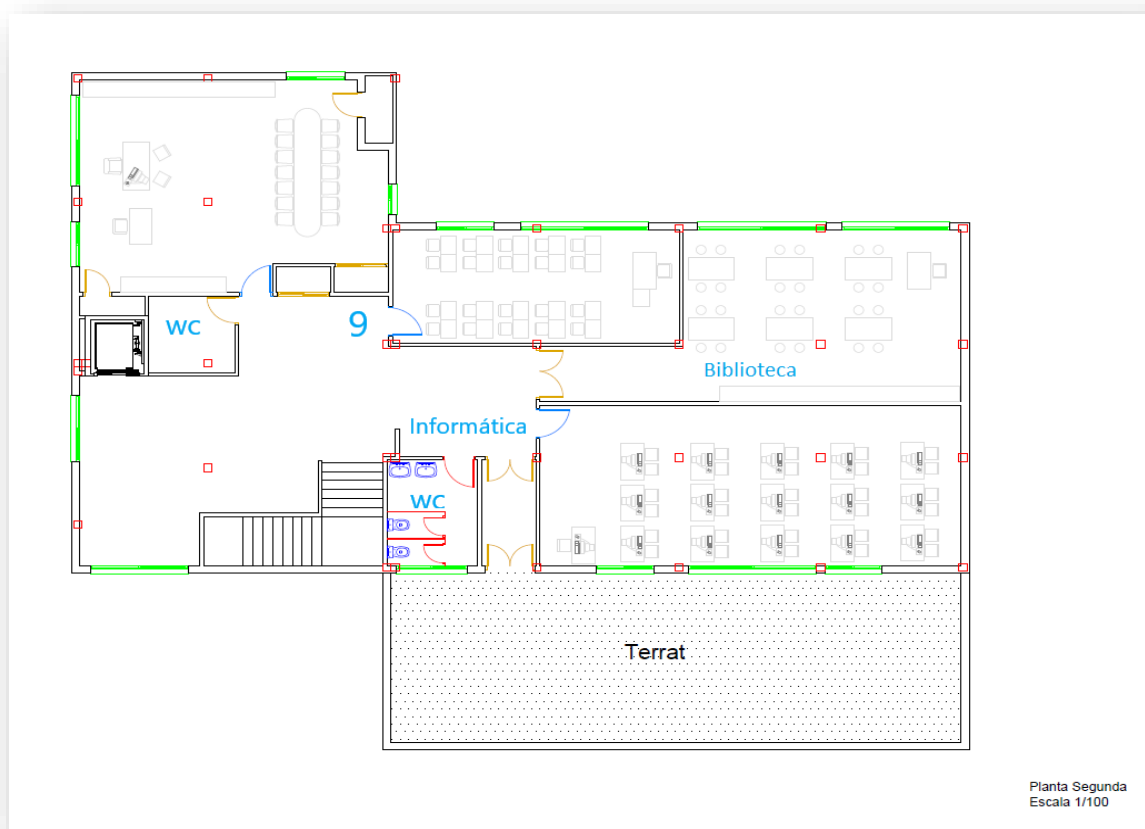 WC
9
Biblioteca
Informática
WC
Terrat
Planta Segunda
Escala 1/100